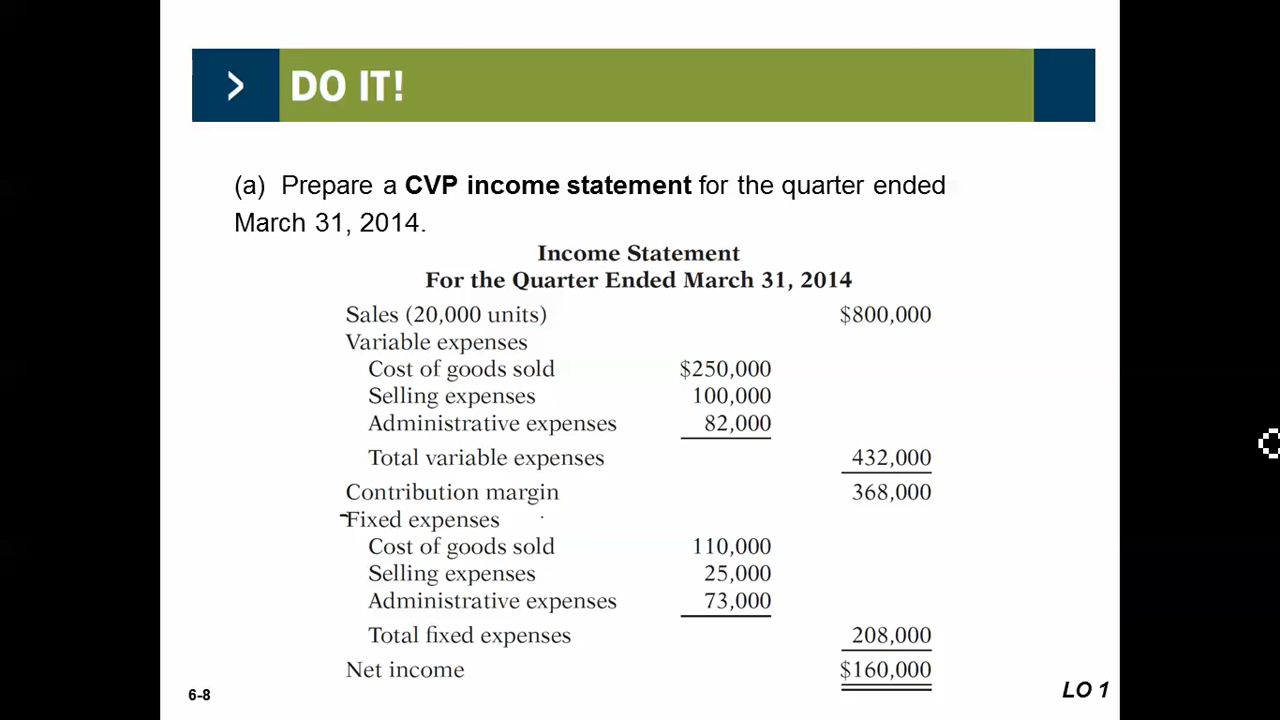 > DO IT!
(a) Prepare a CVP income statement for the quarter ended
March 31, 2014.
Income Statement
For the Quarter Ended March 31, 2014
Sales (20,000 units) $800,000
Variable expenses
Cost of goods sold $250,000
Selling expenses 100,000
Administrative expenses 82,000
Total variable expenses 432,000
Contribution margin 368,000
Fixed expenses
Cost of goods sold 110,000
Selling expenses 25,000
Administrative expenses 73,000
Total fixed expenses 208,000
Net income $160,000
6-8 LO 1